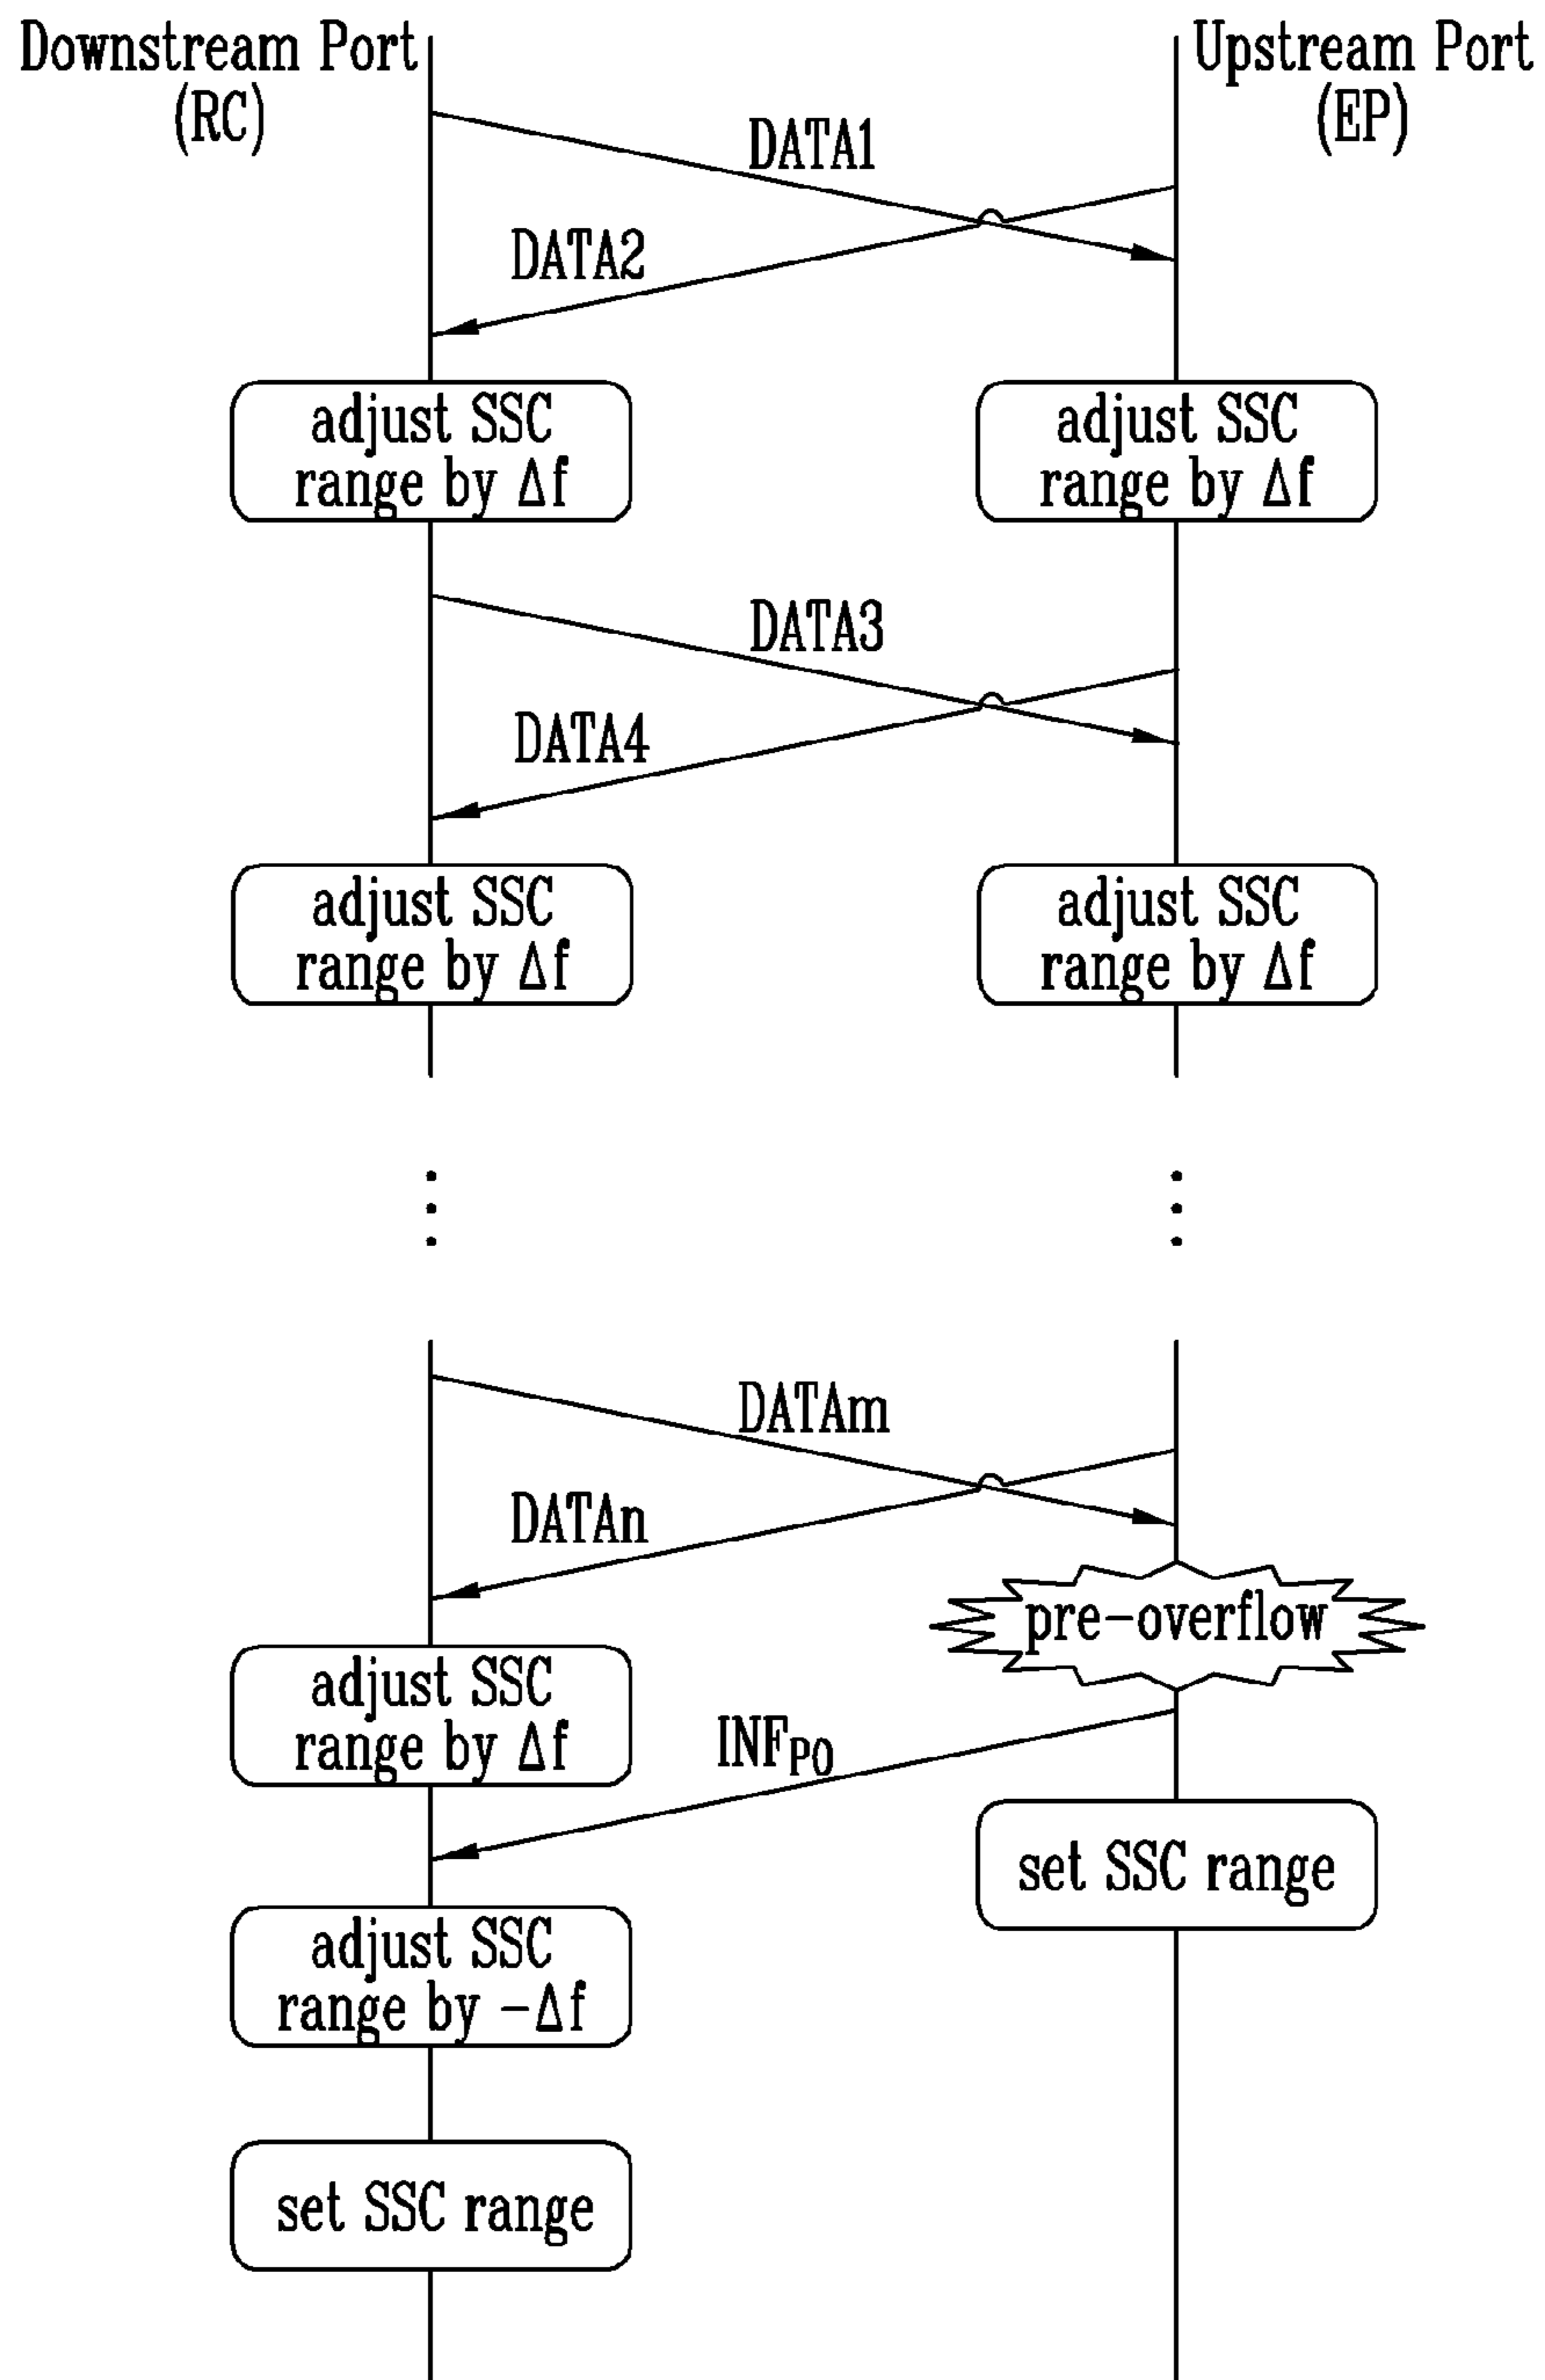 Downstream Port
(RC)
Upstream Port
(EP)
DATA1
DATA2
adjust SSC
range by Δf
adjust SSC
range by Δf
DATA3
DATA4
adjust SSC
range by Δf
adjust SSC
range by Δf
DATAm
DATAn
pre-overflow
adjust SSC
range by Δf
INFPO
set SSC range
adjust SSC
range by -Δf
set SSC range